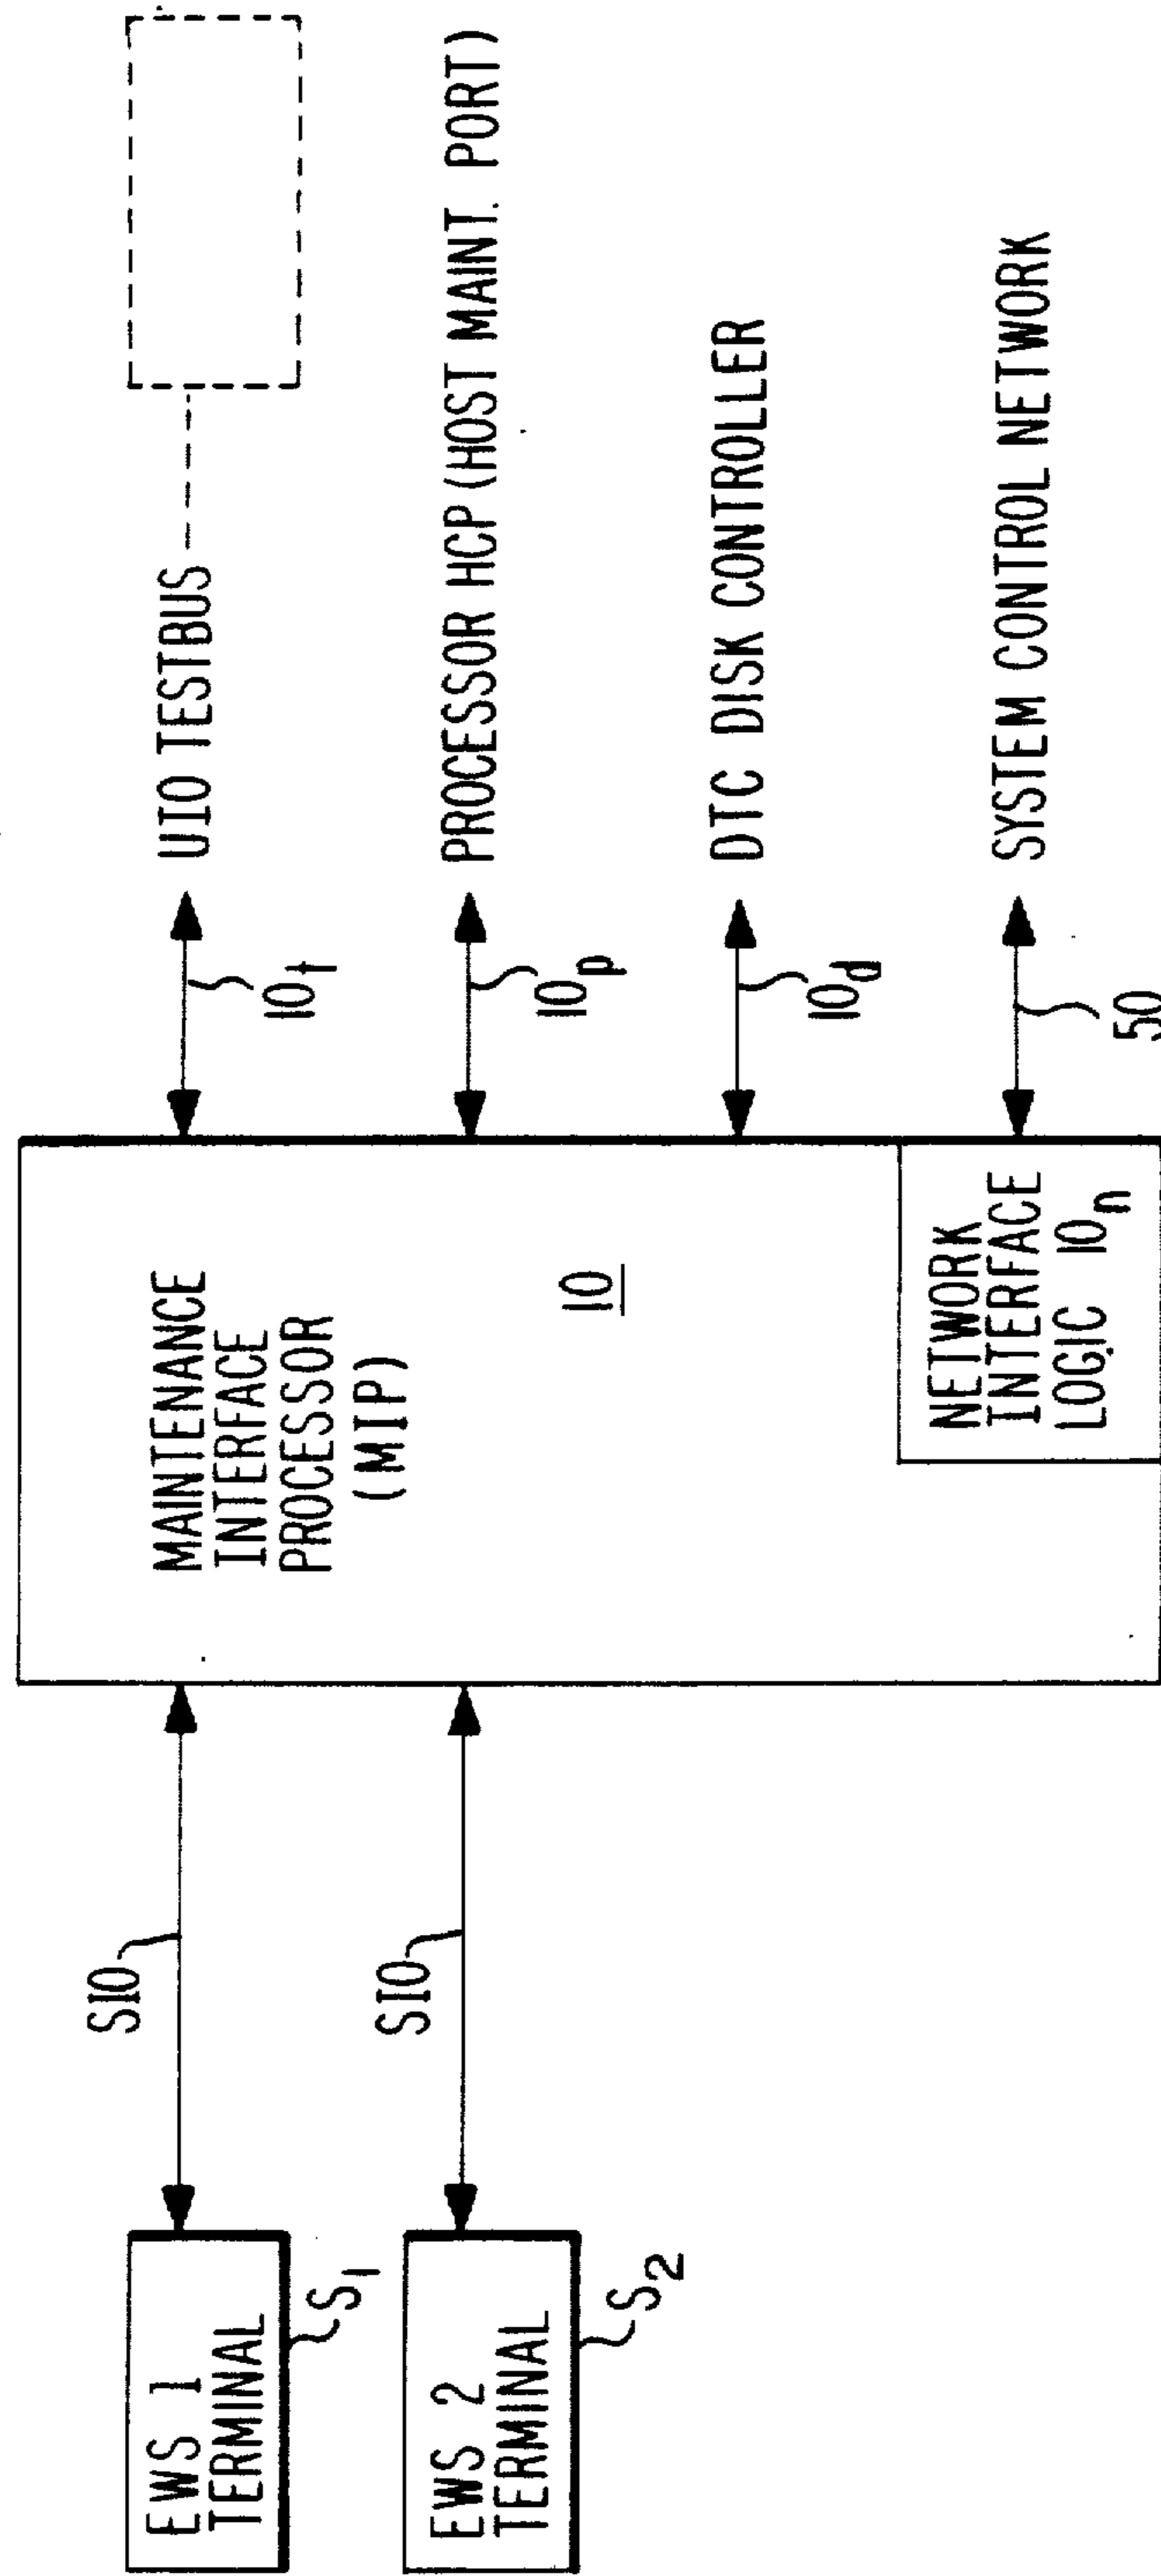 EWS 1
TERMINAL
S1
EWS 2
TERMINAL
S2
SIO
SIO
MAINTENANCE
INTERFACE
PROCESSOR
(MIP)
10
NETWORK
INTERFACE
LOGIC 10n
10t
UIO TESTBUS
10p
PROCESSOR HCP (HOST MAINT. PORT)
10d
DTC DISK CONTROLLER
50
SYSTEM CONTROL NETWORK